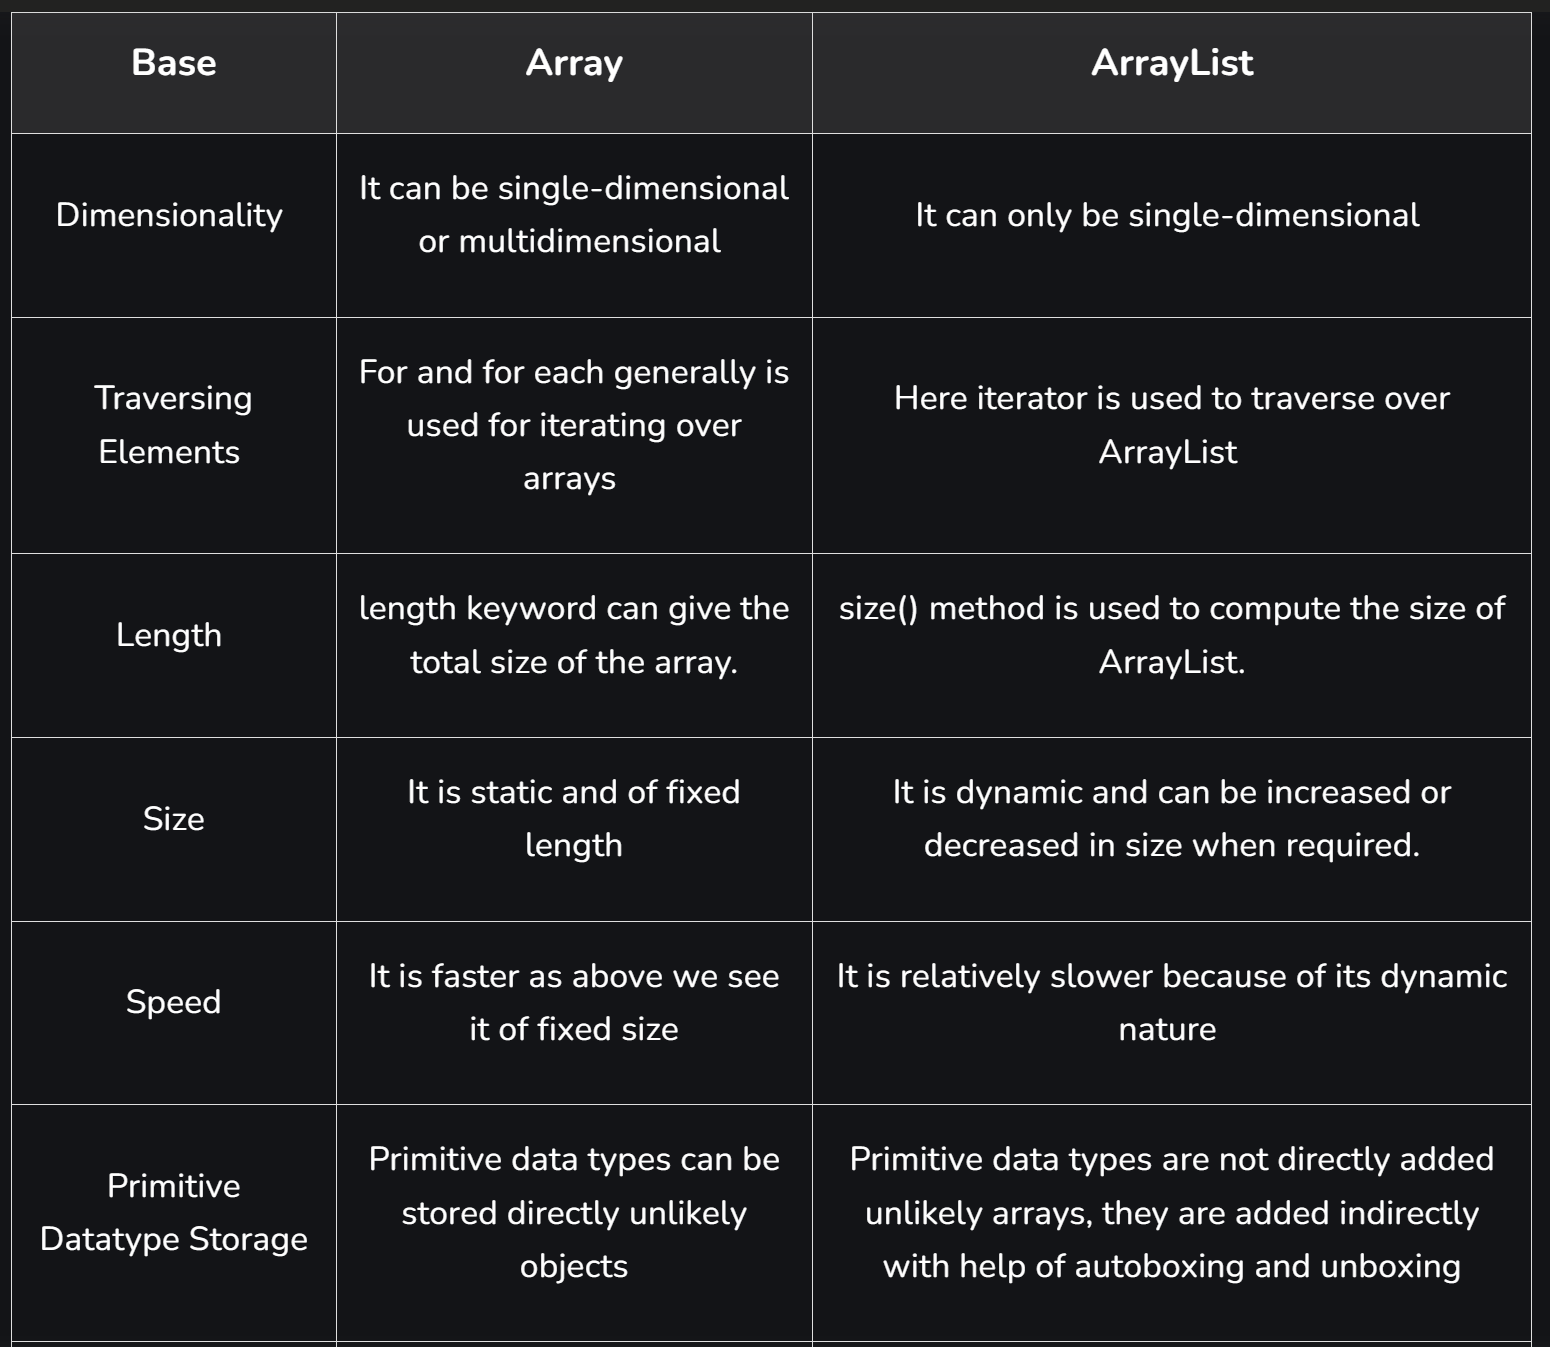 Base
Array
ArrayList
Dimensionality
It can be single-dimensional
or multidimensional
It can only be single-dimensional
Traversing
Elements
For and for each generally is
used for iterating over
arrays
Here iterator is used to traverse over
ArrayList
Length
length keyword can give the
total size of the array.
size() method is used to compute the size of
ArrayList.
Size
It is static and of fixed
length
It is dynamic and can be increased or
decreased in size when required.
Speed
It is faster as above we see
it of fixed size
It is relatively slower because of its dynamic
nature
Primitive
Datatype Storage
Primitive data types can be
stored directly unlikely
objects
Primitive data types are not directly added
unlikely arrays, they are added indirectly
with help of autoboxing and unboxing